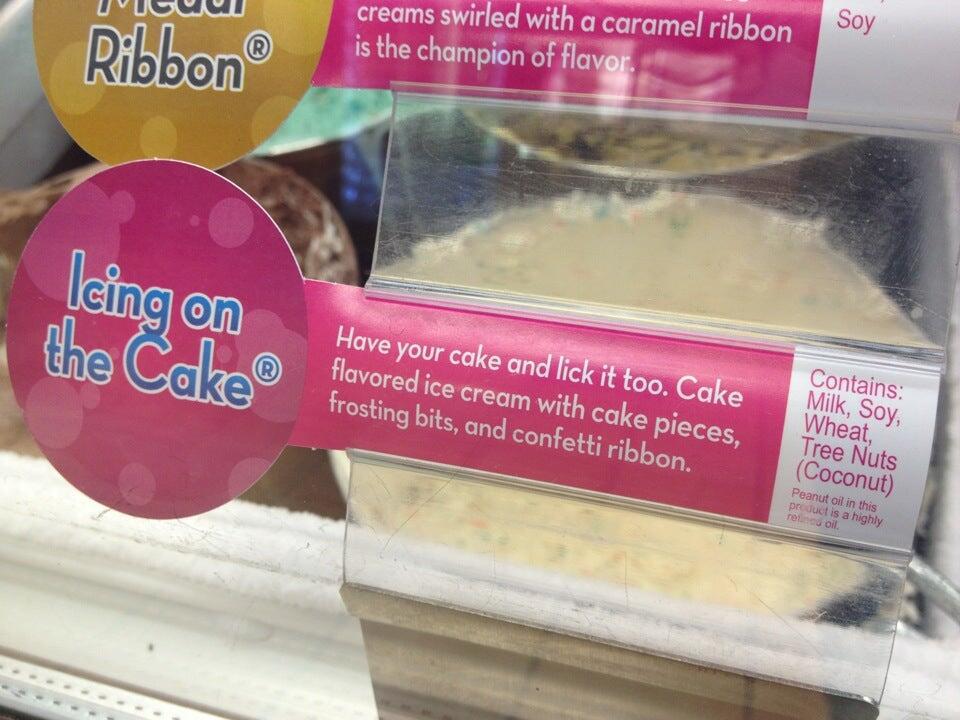 Ribbon®
creams swirled with a caramel ribbon
is the champion of flavor.
Soy
Icing on
the Cake®
Have your cake and lick it too. Cake
flavored ice cream with cake pieces,
frosting bits, and confetti ribbon.
Contains:
Milk, Soy,
Wheat,
Tree Nuts
(Coconut)
Peanut oil in this
product is a highly
refined oil.